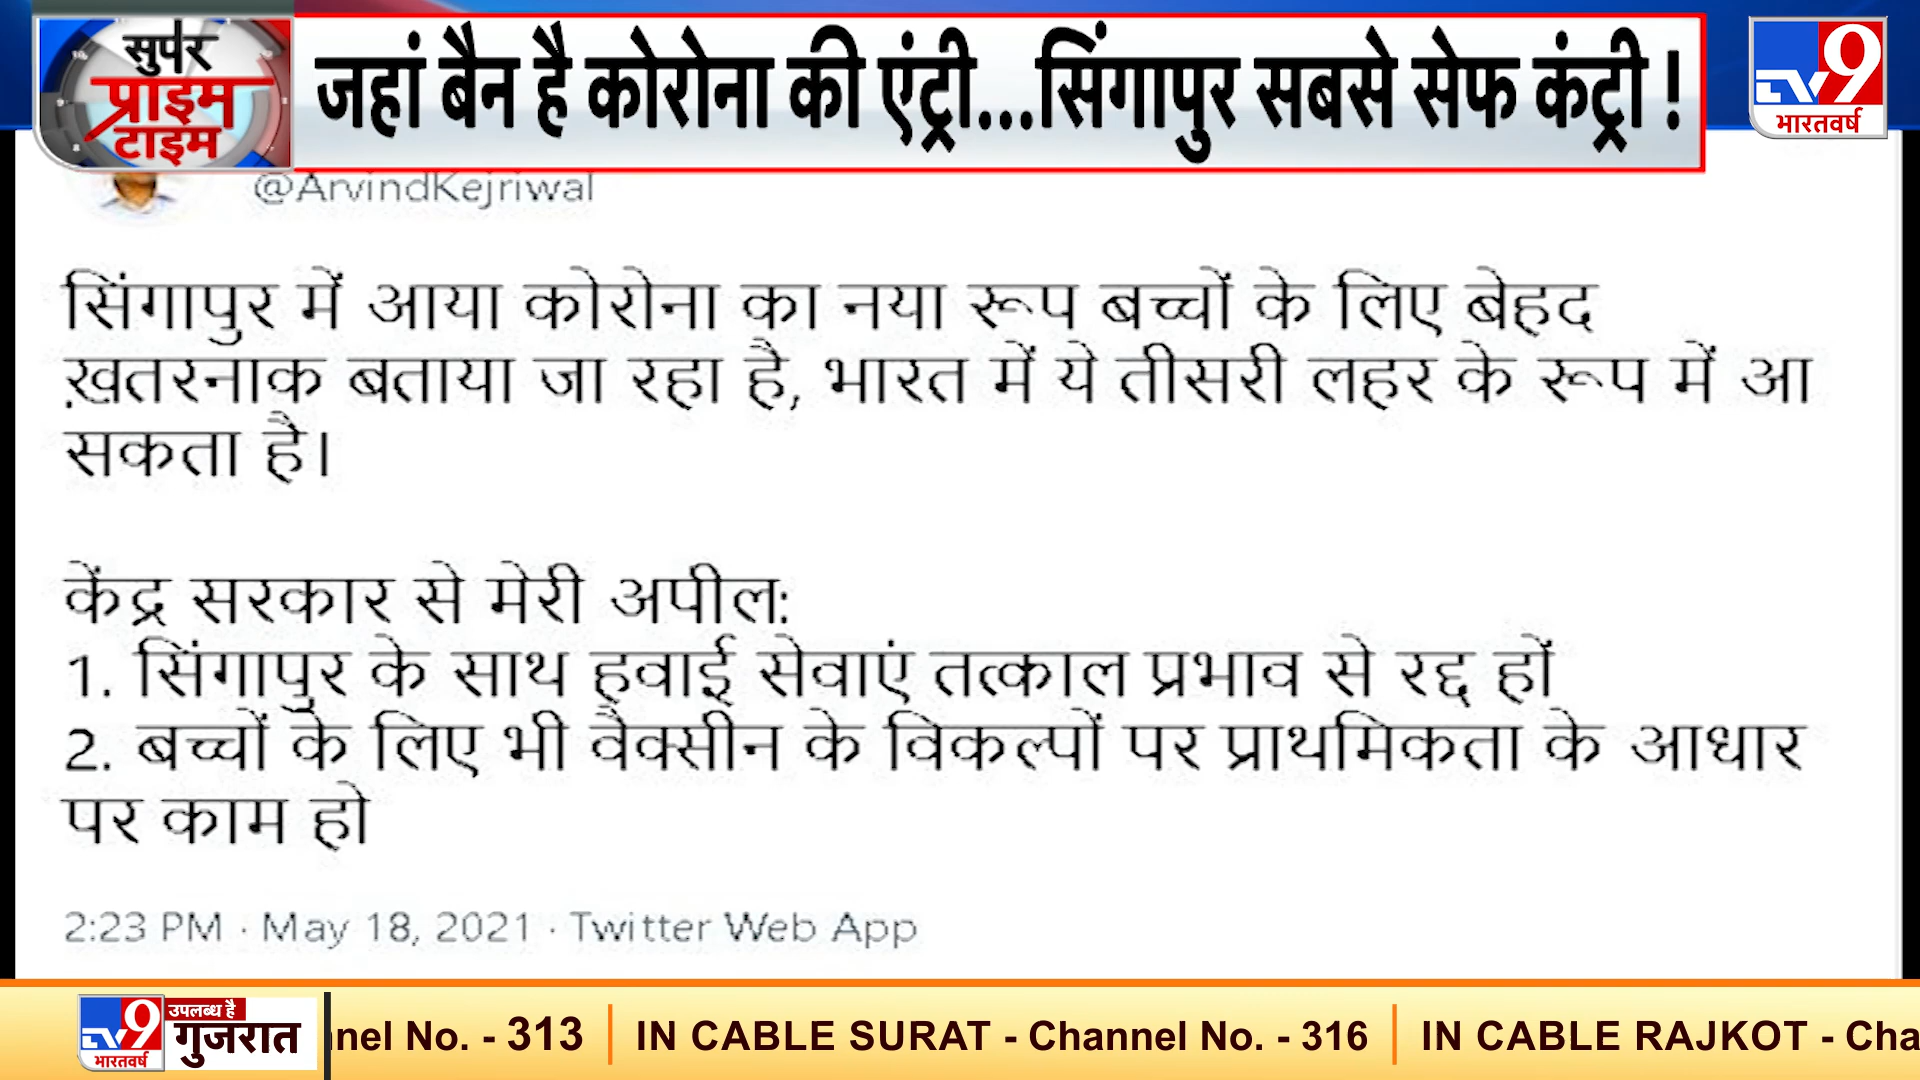 सुपर
प्राइम
टाइम
जहां बैन है कोरोना की एंट्री...सिंगापुर सबसे सेफ कंट्री !
TV9
भारतवर्ष
@ArvindKejriwal
सिंगापुर में आया कोरोना का नया रूप बच्चों के लिए बेहद
ख़तरनाक बताया जा रहा है, भारत में ये तीसरी लहर के रूप में आ
सकता है।
केंद्र सरकार से मेरी अपील:
1. सिंगापुर के साथ हवाई सेवाएं तत्काल प्रभाव से रद्द हों
2. बच्चों के लिए भी वैक्सीन के विकल्पों पर प्राथमिकता के आधार
पर काम हो
2:23 PM · May 18, 2021 · Twitter Web App
TV9
भारतवर्ष
उपलब्ध है
गुजरात
nel No. - 313 | IN CABLE SURAT - Channel No. - 316 | IN CABLE RAJKOT - Cha